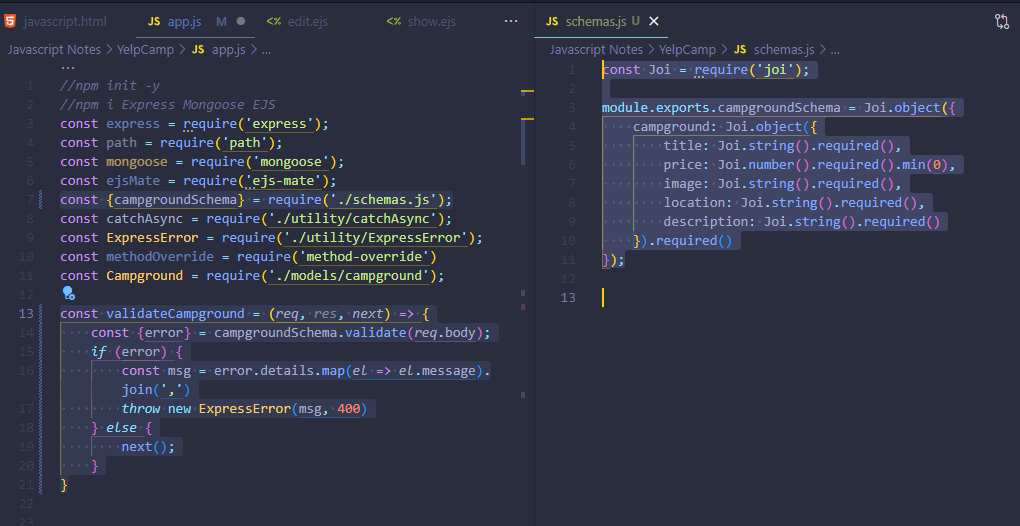 javascript.html
JS app.js M
<%> edit.ejs
<%> show.ejs
...
Javascript Notes > YelpCamp > JS app.js > ...
...
1 //npm init -y
2 //npm i Express Mongoose EJS
3 const express = require('express');
4 const path = require('path');
5 const mongoose = require('mongoose');
6 const ejsMate = require('ejs-mate');
7 const {campgroundSchema} = require('./schemas.js');
8 const catchAsync = require('./utility/catchAsync');
9 const ExpressError = require('./utility/ExpressError');
10 const methodOverride = require('method-override')
11 const Campground = require('./models/campground');
12
13 const validateCampground = (req, res, next) => {
14 const {error} = campgroundSchema.validate(req.body);
15 if (error) {
16 const msg = error.details.map(el => el.message).
join(',')
17 throw new ExpressError(msg, 400)
18 } else {
19 next();
20 }
21 }
22
23
JS schemas.js U
Javascript Notes > YelpCamp > JS schemas.js > ...
1 const Joi = require('joi');
2
3 module.exports.campgroundSchema = Joi.object({
4 campground: Joi.object({
5 title: Joi.string().required(),
6 price: Joi.number().required().min(0),
7 image: Joi.string().required(),
8 location: Joi.string().required(),
9 description: Joi.string().required()
10 }).required()
11 });
12
13